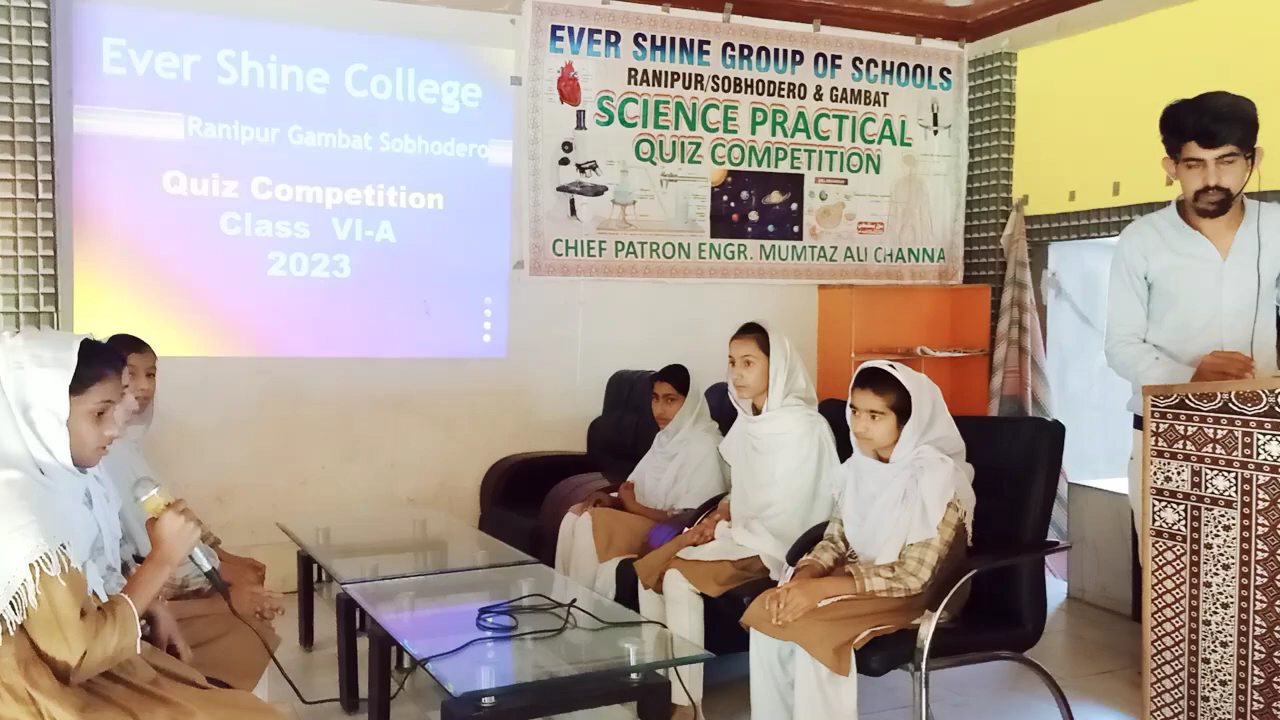 Ever Shine College
Ranipur Gambat Sobhodero
Quiz Competition
Class VI-A
2023
EVER SHINE GROUP OF SCHOOLS
RANIPUR/SOBHODERO & GAMBAT
SCIENCE PRACTICAL
QUIZ COMPETITION
CHIEF PATRON ENGR. MUMTAZ ALI CHANNA